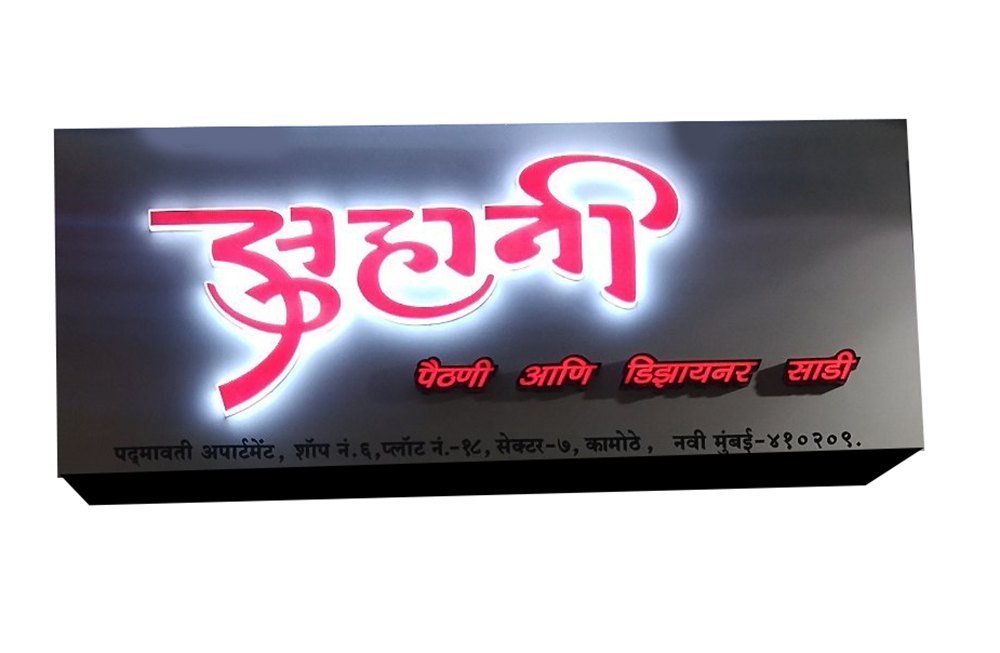 सुहानी
पैठणी आणि डिझायनर साडी
पद्मावती अपार्टमेंट, शॉप नं.६,प्लॉट नं.-१८, सेक्टर-७, कामोठे, नवी मुंबई-४१०२०९.